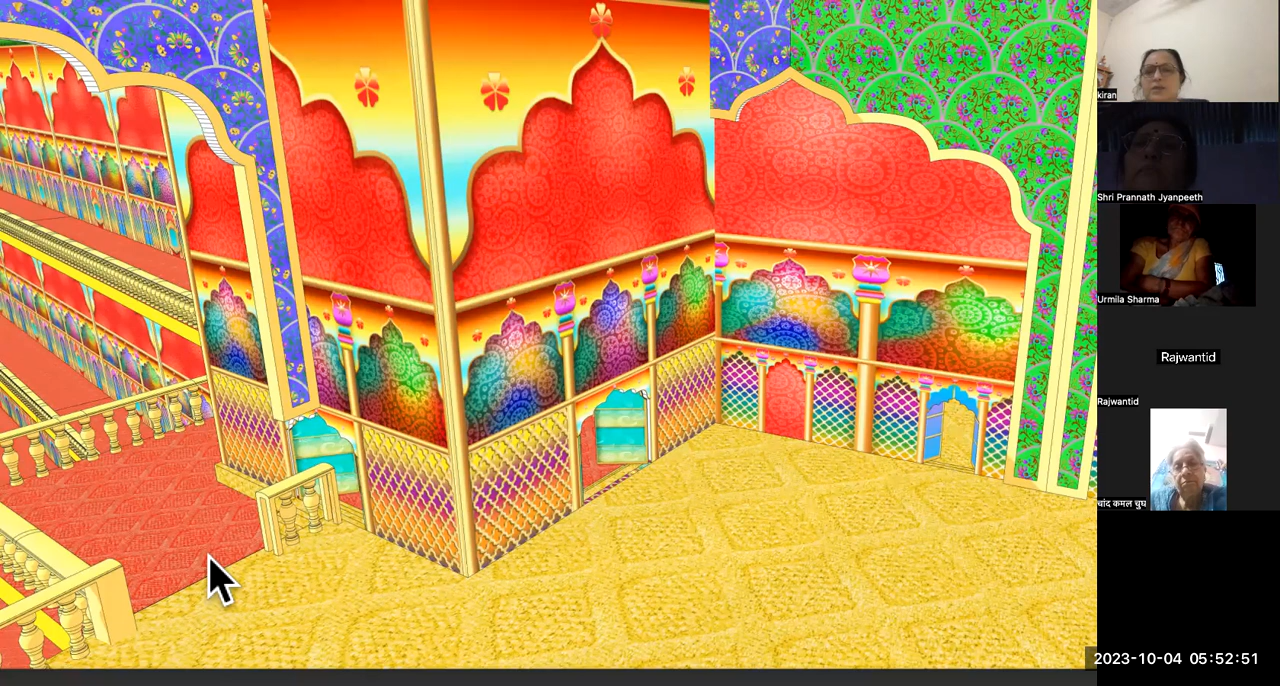 kiran
Shri Prannath Jyanpeeth
Urmila Sharma
Rajwantid
Rajwantid
चांद कमल चुघ
2023-10-04 05:52:51